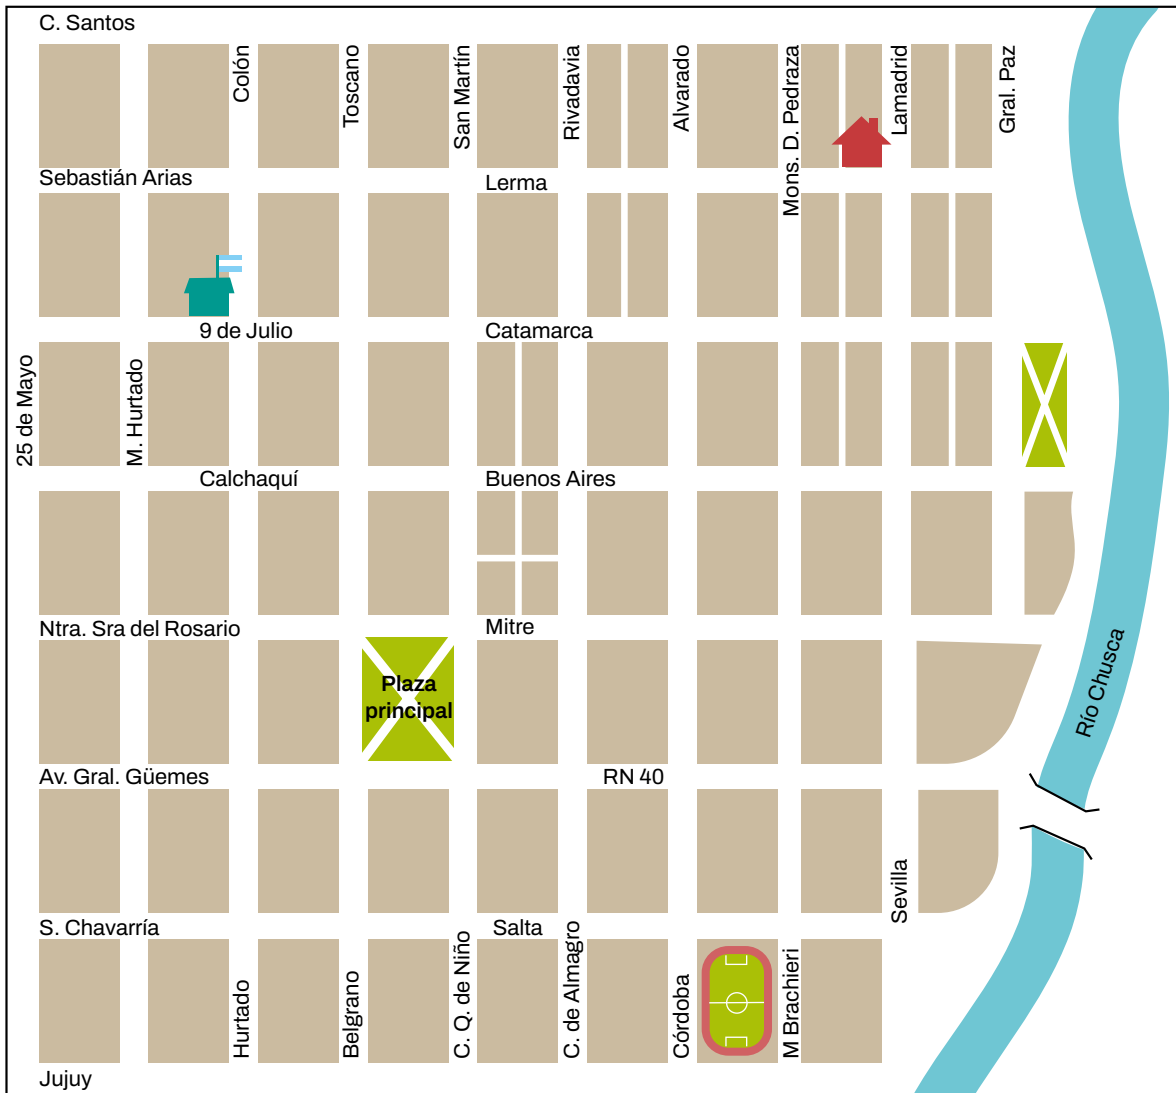 C. Santos
Colón
Toscano
San Martín
Rivadavia
Alvarado
Mons. D. Pedraza
Lamadrid
Gral. Paz
Sebastián Arias
Lerma
9 de Julio
Catamarca
25 de Mayo
M. Hurtado
Calchaquí
Buenos Aires
Ntra. Sra del Rosario
Mitre
Plaza
principal
Río Chusca
Av. Gral. Güemes
RN 40
Sevilla
S. Chavarría
Salta
Hurtado
Belgrano
C. Q. de Niño
C. de Almagro
Córdoba
M Brachieri
Jujuy